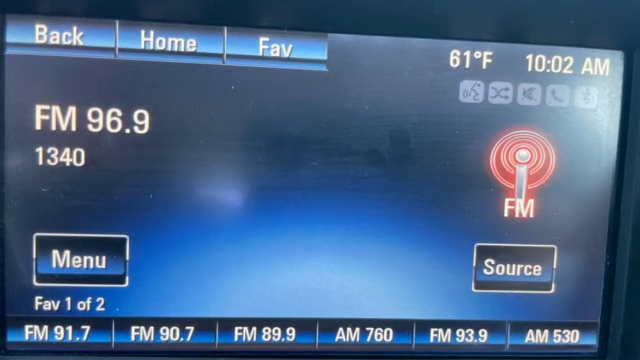 Back Home Fav
61°F 10:02 AM
FM 96.9
1340
FM
Menu
Source
Fav 1 of 2
FM 91.7 FM 90.7 FM 89.9 AM 760 FM 93.9 AM 530